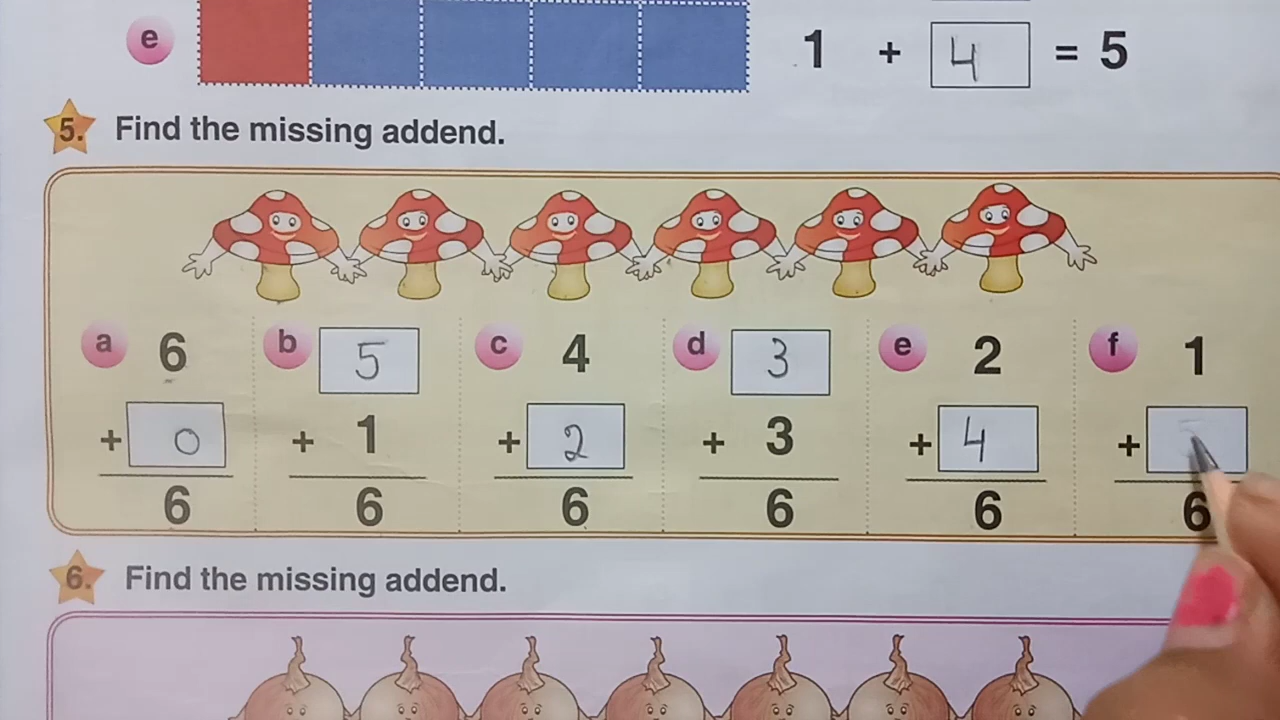 e 1 + 4 = 5
5. Find the missing addend.
a 6 b 5 c 4 d 3 e 2 f 1
+ 0 + 1 + 2 + 3 + 4 +
6 6 6 6 6 6
6. Find the missing addend.